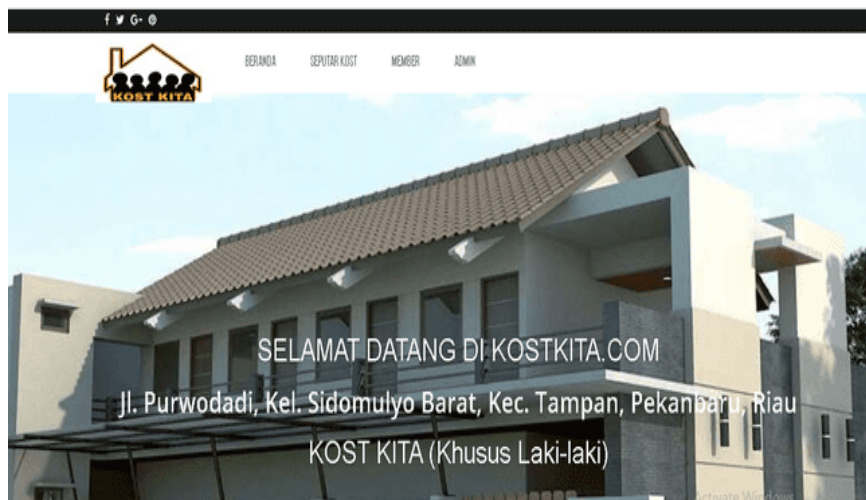 f G+
KOST KITA
BERANDA SEPUTAR KOST MEMBER ADMIN
SELAMAT DATANG DI KOSTKITA.COM
Jl. Purwodadi, Kel. Sidomulyo Barat, Kec. Tampan, Pekanbaru, Riau
KOST KITA (Khusus Laki-laki)
Activate